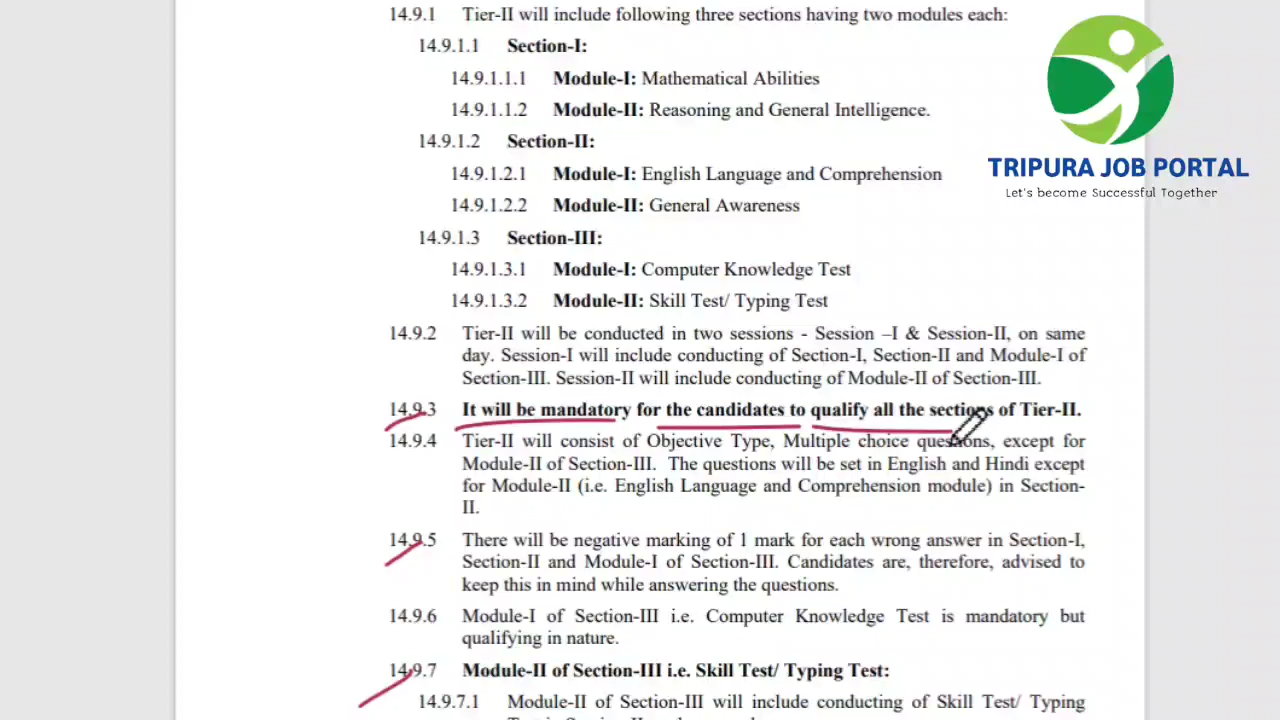 14.9.1 Tier-II will include following three sections having two modules each:
14.9.1.1 Section-I:
14.9.1.1.1 Module-I: Mathematical Abilities
14.9.1.1.2 Module-II: Reasoning and General Intelligence.
14.9.1.2 Section-II:
14.9.1.2.1 Module-I: English Language and Comprehension
14.9.1.2.2 Module-II: General Awareness
14.9.1.3 Section-III:
14.9.1.3.1 Module-I: Computer Knowledge Test
14.9.1.3.2 Module-II: Skill Test/ Typing Test
14.9.2 Tier-II will be conducted in two sessions - Session –I & Session-II, on same
day. Session-I will include conducting of Section-I, Section-II and Module-I of
Section-III. Session-II will include conducting of Module-II of Section-III.
14.9.3 It will be mandatory for the candidates to qualify all the sections of Tier-II.
14.9.4 Tier-II will consist of Objective Type, Multiple choice questions, except for
Module-II of Section-III. The questions will be set in English and Hindi except
for Module-II (i.e. English Language and Comprehension module) in Section-
II.
14.9.5 There will be negative marking of 1 mark for each wrong answer in Section-I,
Section-II and Module-I of Section-III. Candidates are, therefore, advised to
keep this in mind while answering the questions.
14.9.6 Module-I of Section-III i.e. Computer Knowledge Test is mandatory but
qualifying in nature.
14.9.7 Module-II of Section-III i.e. Skill Test/ Typing Test:
14.9.7.1 Module-II of Section-III will include conducting of Skill Test/ Typing
TRIPURA JOB PORTAL
Let's become Successful Together